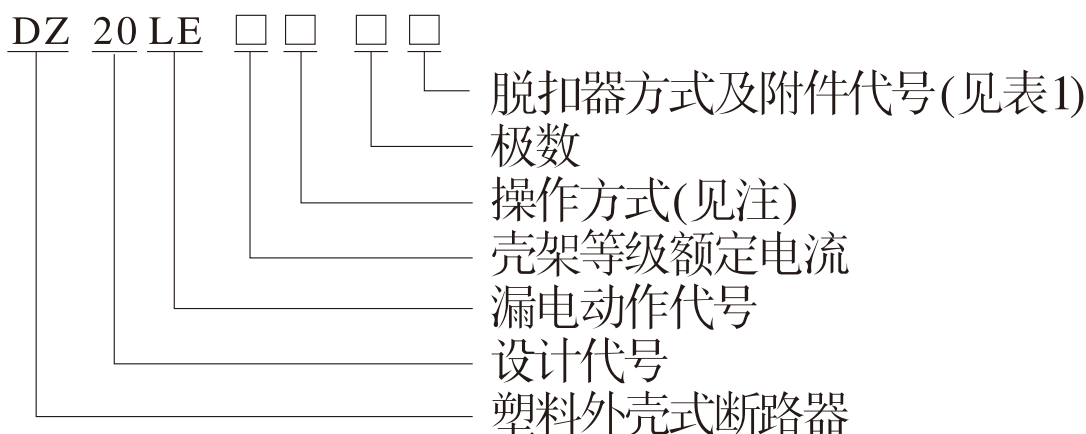 DZ 20 LE □ □ □ □
脱扣器方式及附件代号(见表1)
极数
操作方式(见注)
壳架等级额定电流
漏电动作代号
设计代号
塑料外壳式断路器